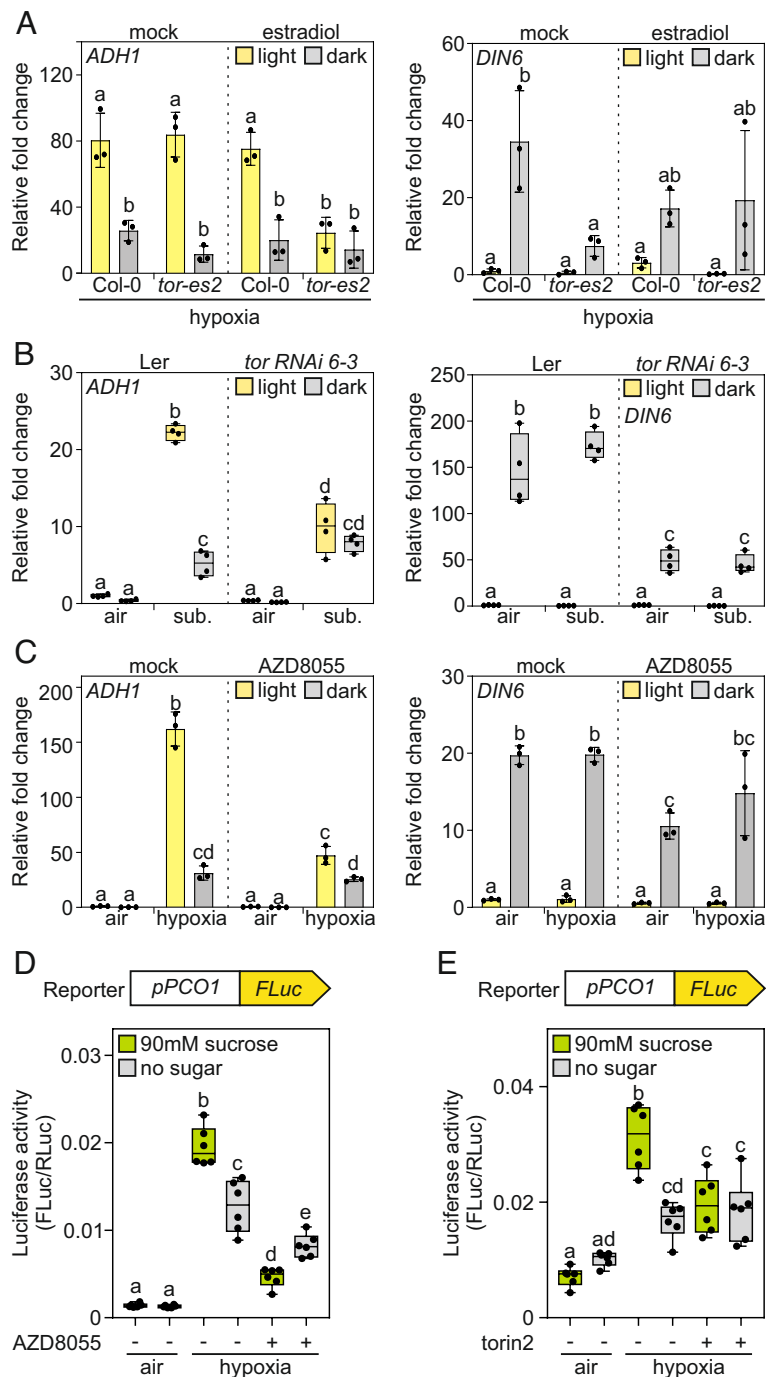 A
mock estradiol
ADH1 light dark
Relative fold change
120
80
40
0
a b a b a b b b
Col-0 tor-es2 Col-0 tor-es2
hypoxia
mock estradiol
DIN6 light dark
Relative fold change
60
40
20
0
a b a a a ab a ab
Col-0 tor-es2 Col-0 tor-es2
hypoxia
B
Ler tor RNAi 6-3
ADH1 light dark
Relative fold change
30
20
10
0
a a b c a a d cd
air sub. air sub.
Ler tor RNAi 6-3
light dark
DIN6
Relative fold change
250
200
150
100
50
0
a b a b a c a c
air sub. air sub.
C
mock AZD8055
ADH1 light dark
Relative fold change
200
150
100
50
0
a a b cd a a c d
air hypoxia air hypoxia
mock AZD8055
DIN6 light dark
Relative fold change
30
20
10
0
a b a b a c a bc
air hypoxia air hypoxia
D
Reporter pPCO1 FLuc
90mM sucrose
no sugar
Luciferase activity
(FLuc/RLuc)
0.03
0.02
0.01
0
a a b c d e
AZD8055 - - - - + +
air hypoxia
E
Reporter pPCO1 FLuc
90mM sucrose
no sugar
Luciferase activity
(FLuc/RLuc)
0.04
0.02
0
a ad b cd c c
torin2 - - - - + +
air hypoxia